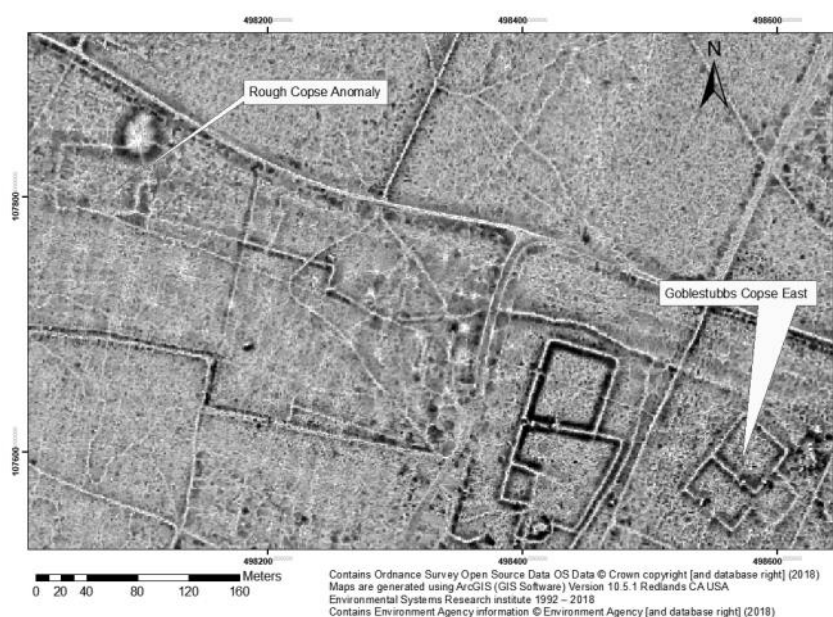 498200 498400 498600
N
Rough Copse Anomaly
107800 107800
Goblestubbs Copse East
107600 107600
498200 498400 498600
0 20 40 80 120 160 Meters
Contains Ordnance Survey Open Source Data OS Data © Crown copyright [and database right] (2018)
Maps are generated using ArcGIS (GIS Software) Version 10.5.1 Redlands CA USA
Environmental Systems Research institute 1992 – 2018
Contains Environment Agency information © Environment Agency [and database right] (2018)